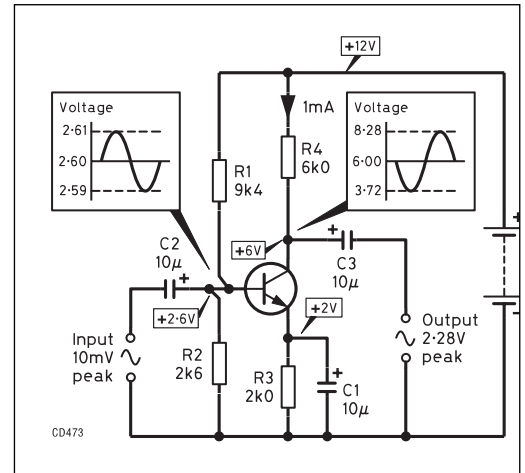 +12V
Voltage
2·61
2·60
2·59
1mA
Voltage
8·28
6·00
3·72
R4
6k0
R1
9k4
+
+6V
+
C3
10μ
C2
10μ
+
+2·6V
+2V
Input
10mV
peak
Output
2·28V
peak
R2
2k6
R3
2k0
+
C1
10μ
-
CD473